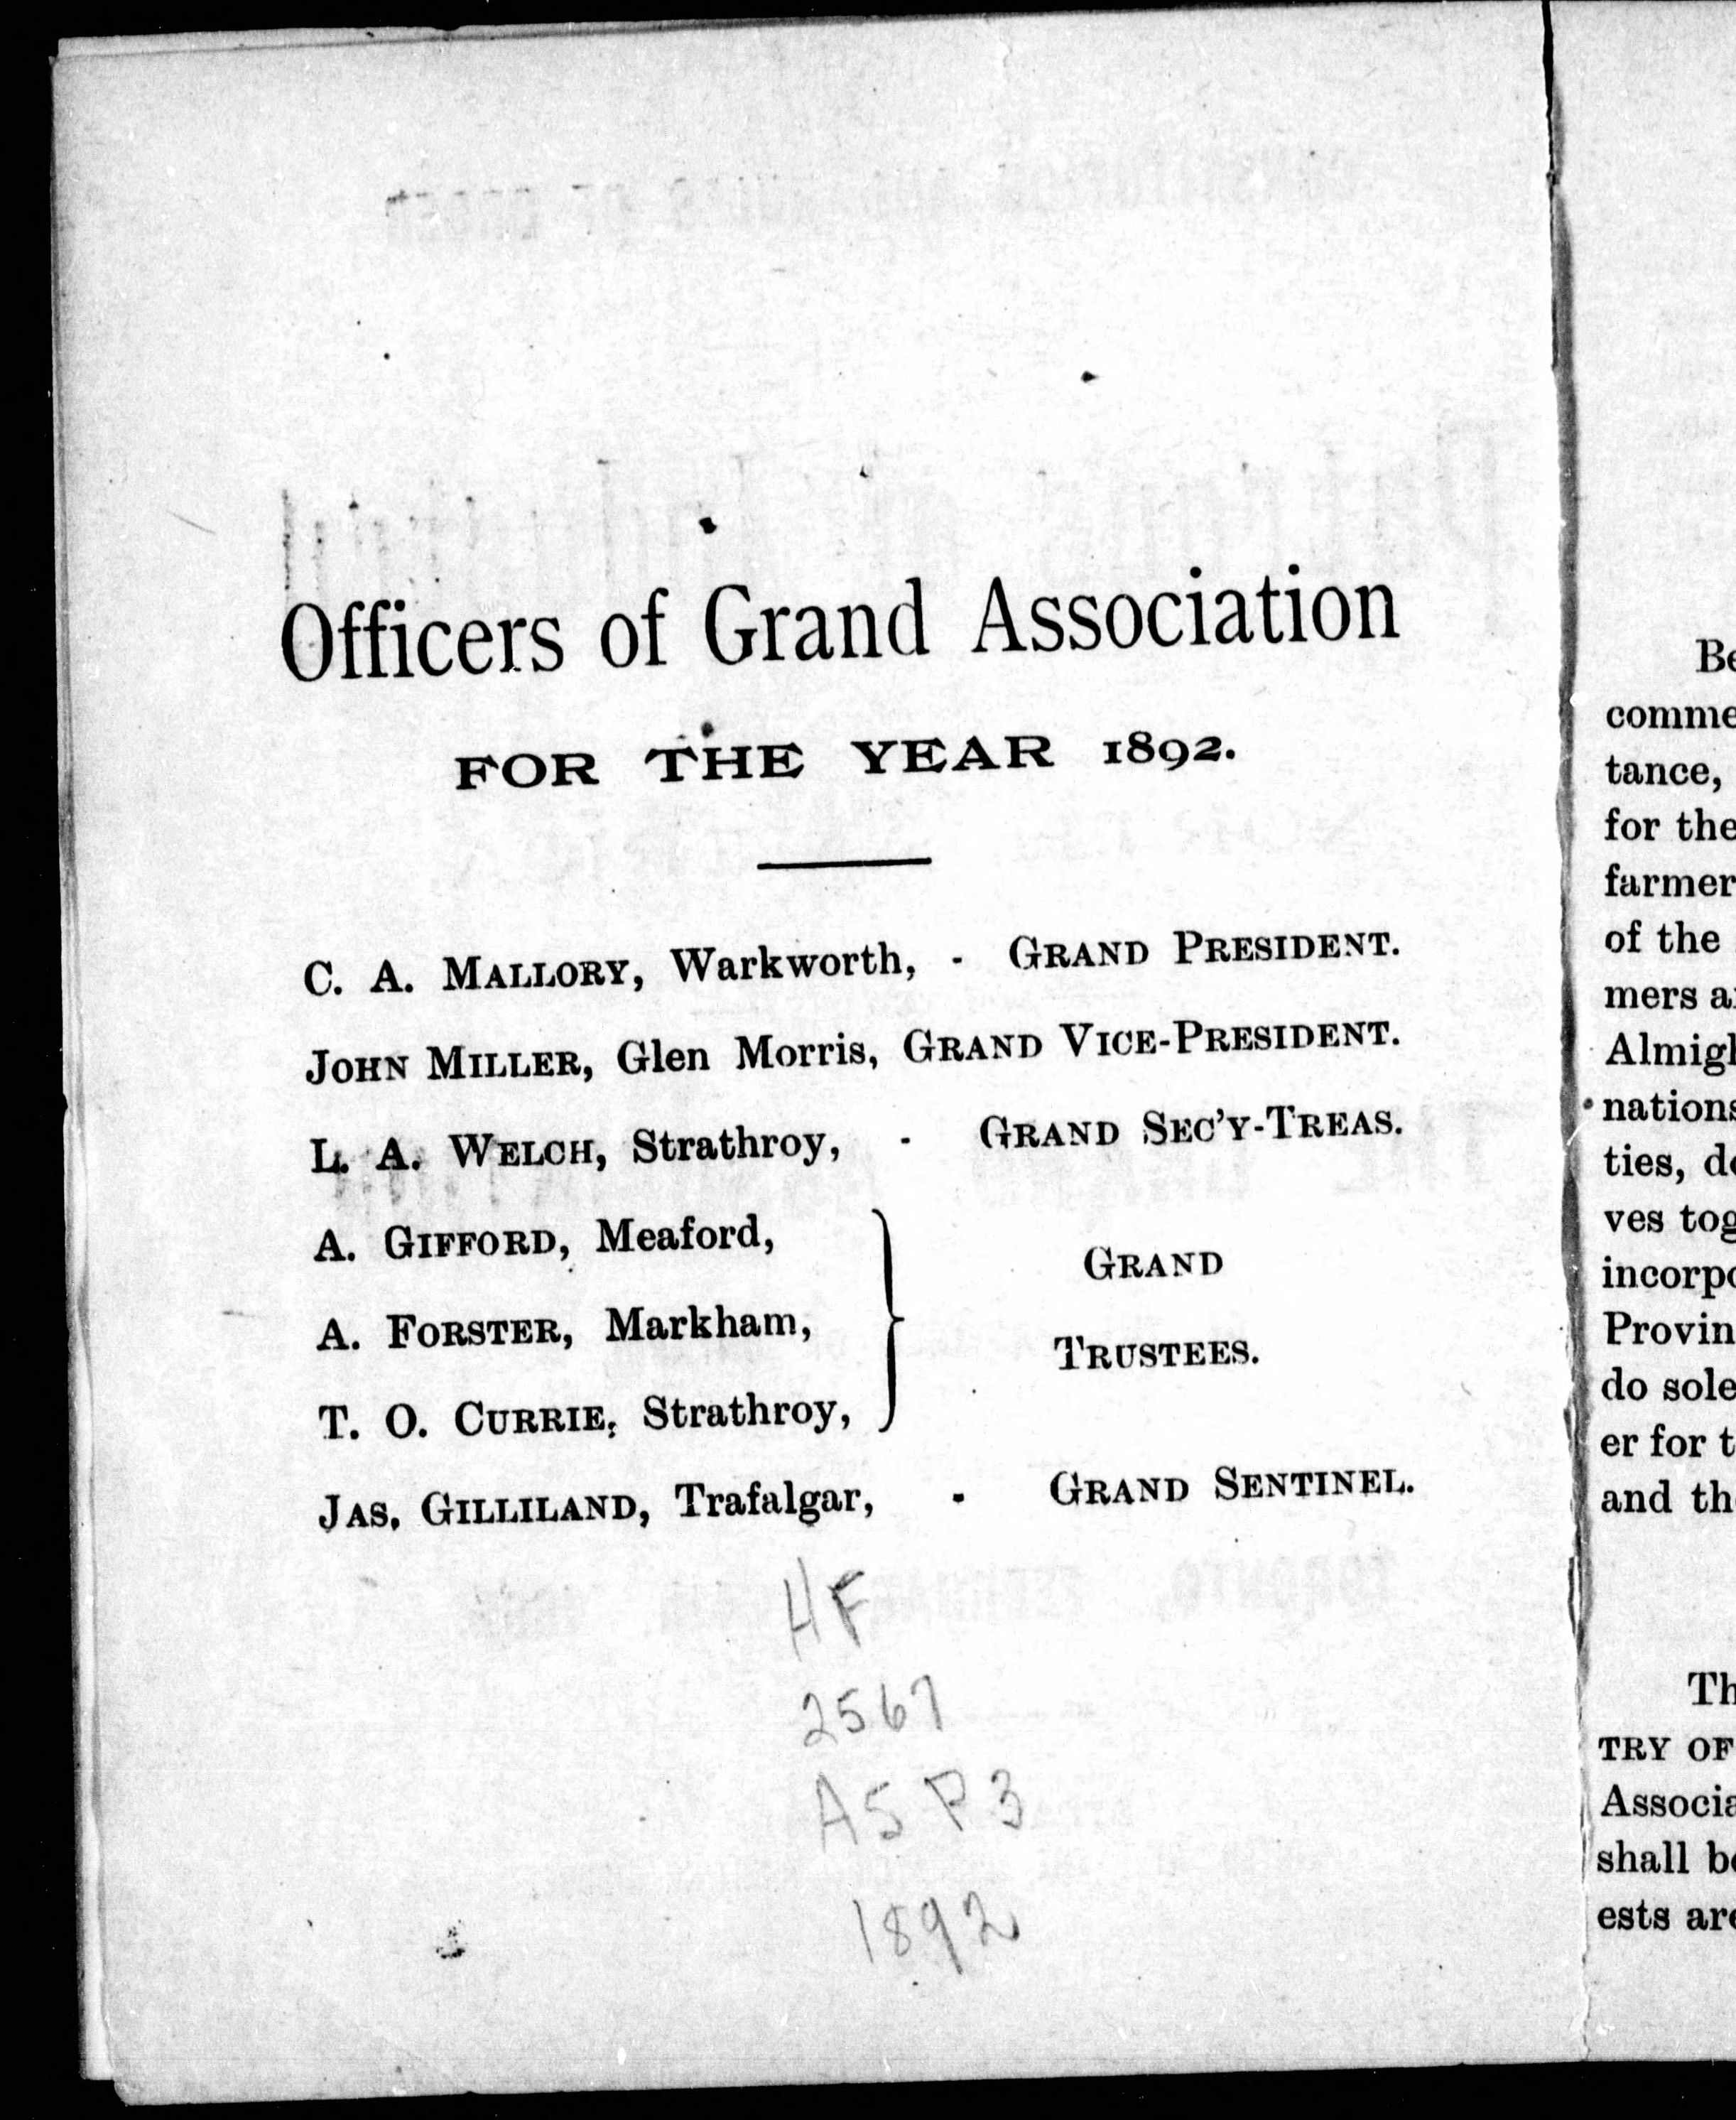 Officers of Grand Association
FOR THE YEAR 1892.
C. A. MALLORY, Warkworth, - GRAND PRESIDENT.
JOHN MILLER, Glen Morris, GRAND VICE-PRESIDENT.
L. A. WELCH, Strathroy, - GRAND SEC'Y-TREAS.
A. GIFFORD, Meaford,
A. FORSTER, Markham,
T. O. CURRIE, Strathroy,
GRAND
TRUSTEES.
JAS. GILLILAND, Trafalgar, - GRAND SENTINEL.
HF
2567
A5 P3
1892
Be
comme
tance,
for the
farmer
of the
mers a
Almigh
nations
ties, de
ves tog
incorpo
Provin
do sole
er for t
and th
Th
TRY OF
Associa
shall be
ests are